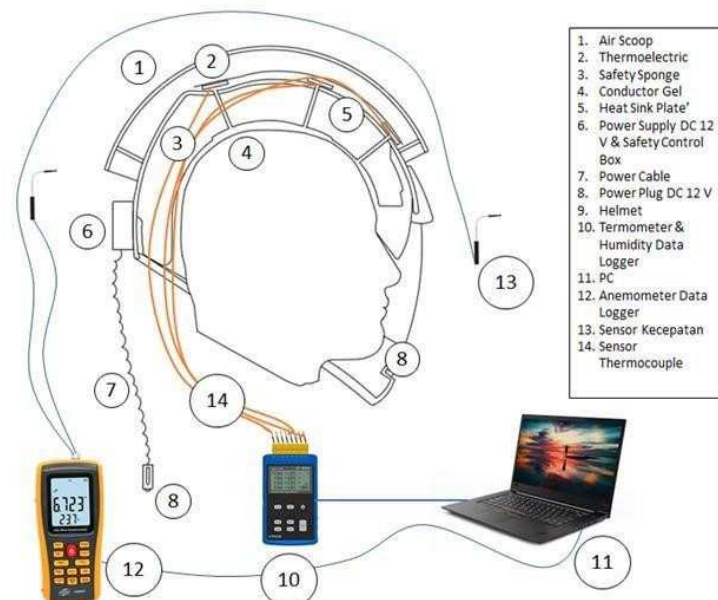 1
2
3
4
5
6
7
8
8
13
14
12
10
11
6.723
237
1. Air Scoop
2. Thermoelectric
3. Safety Sponge
4. Conductor Gel
5. Heat Sink Plate'
6. Power Supply DC 12
V & Safety Control
Box
7. Power Cable
8. Power Plug DC 12 V
9. Helmet
10. Termometer &
Humidity Data
Logger
11. PC
12. Anemometer Data
Logger
13. Sensor Kecepatan
14. Sensor
Thermocouple